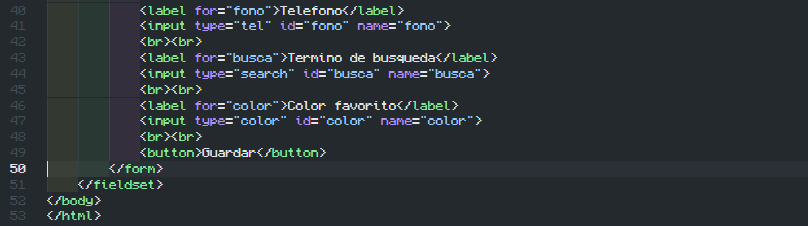 40 <label for="fono">Telefono</label>
41 <input type="tel" id="fono" name="fono">
42 <br><br>
43 <label for="busca">Termino de busqueda</label>
44 <input type="search" id="busca" name="busca">
45 <br><br>
46 <label for="color">Color favorito</label>
47 <input type="color" id="color" name="color">
48 <br><br>
49 <button>Guardar</button>
50 </form>
51 </fieldset>
52 </body>
53 </html>